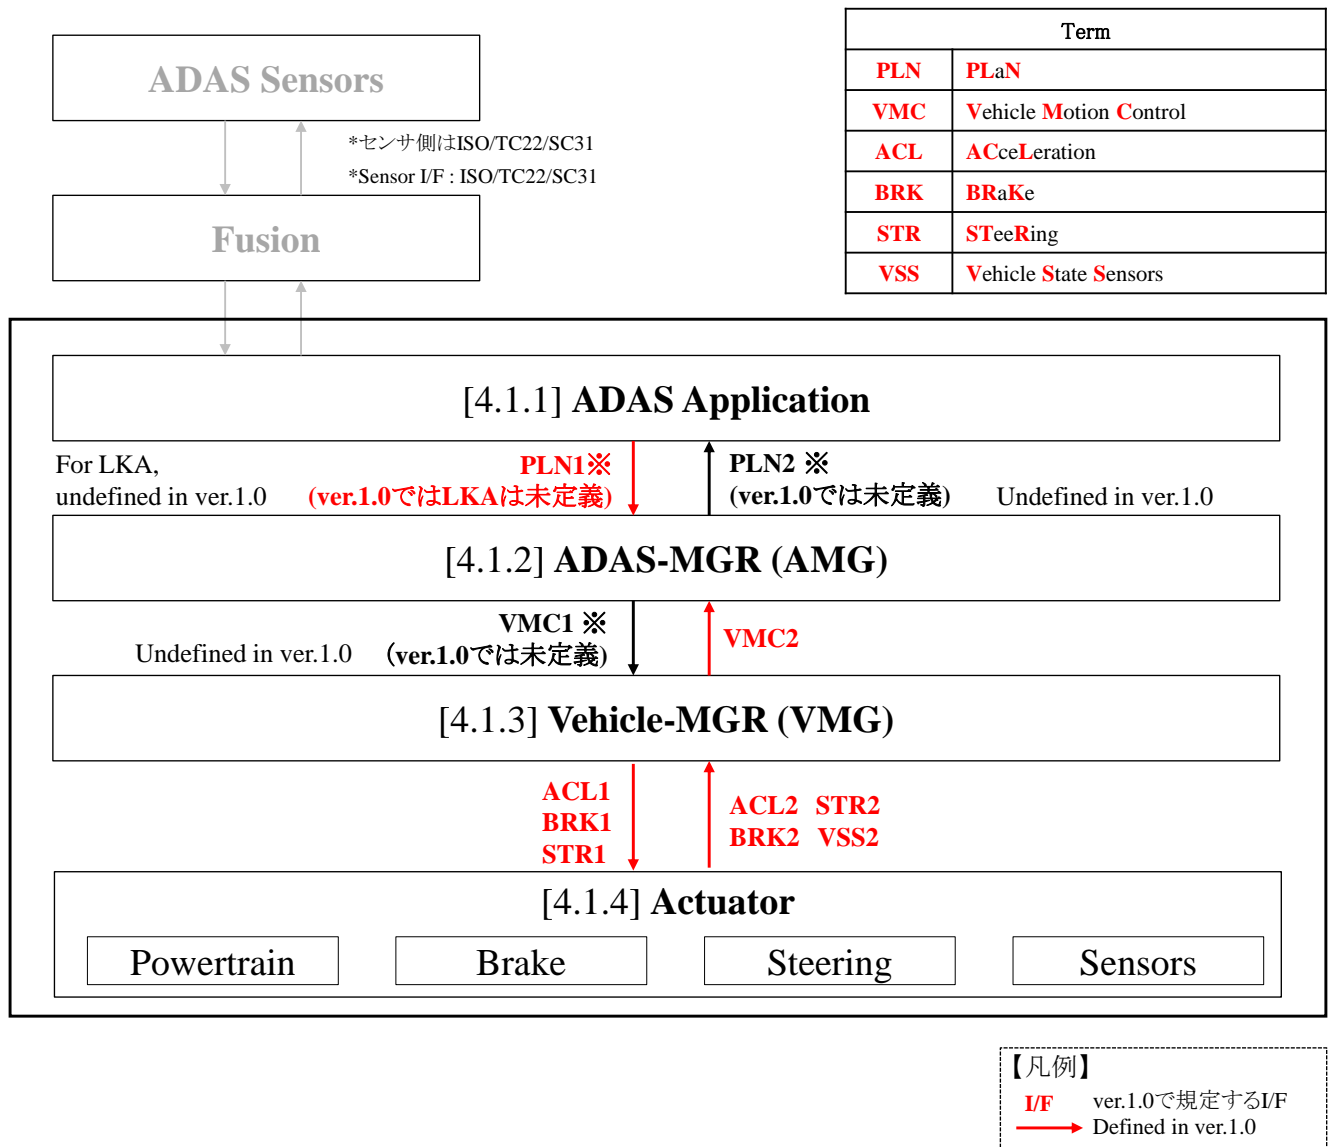 ADAS Sensors
*センサ側はISO/TC22/SC31
*Sensor I/F : ISO/TC22/SC31
Fusion
Term
PLN PLaN
VMC Vehicle Motion Control
ACL ACceLeration
BRK BRaKe
STR STeeRing
VSS Vehicle State Sensors
[4.1.1] ADAS Application
For LKA,
undefined in ver.1.0
PLN1※
(ver.1.0ではLKAは未定義)
PLN2 ※
(ver.1.0では未定義)
Undefined in ver.1.0
[4.1.2] ADAS-MGR (AMG)
VMC1 ※
Undefined in ver.1.0 （ver.1.0では未定義)
VMC2
[4.1.3] Vehicle-MGR (VMG)
ACL1
BRK1
STR1
ACL2 STR2
BRK2 VSS2
[4.1.4] Actuator
Powertrain Brake Steering Sensors
【凡例】
I/F ver.1.0で規定するI/F
Defined in ver.1.0